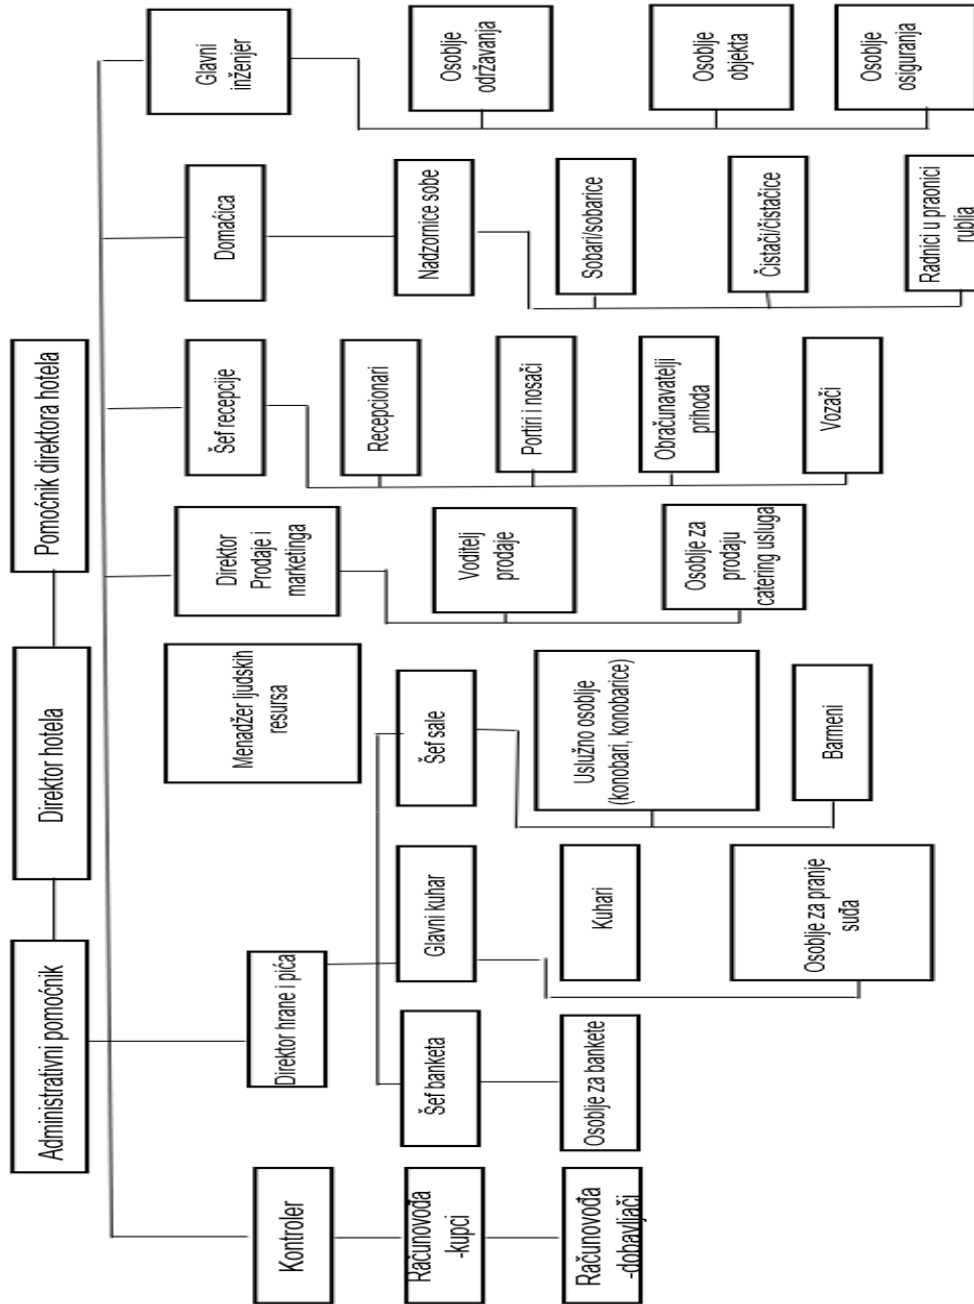 Administrativni pomoćnik
Direktor hotela
Pomoćnik direktora hotela
Kontroler
Računovođa
-kupci
Računovođa
-dobavljači
Direktor hrane i pića
Šef banketa
Osoblje za bankete
Glavni kuhar
Kuhari
Osoblje za pranje
suđa
Šef sale
Uslužno osoblje
(konobari, konobarice)
Barmeni
Menadžer ljudskih
resursa
Direktor
Prodaje i
marketinga
Voditelj
prodaje
Osoblje za
prodaju
catering usluga
Šef recepcije
Recepcionari
Portiri i nosači
Obračunavatelji
prihoda
Vozači
Domaćica
Nadzornice sobe
Sobari/sobarice
Čistači/čistačice
Radnici u praonici
rublja
Glavni
inženjer
Osoblje
održavanja
Osoblje
objekta
Osoblje
osiguranja